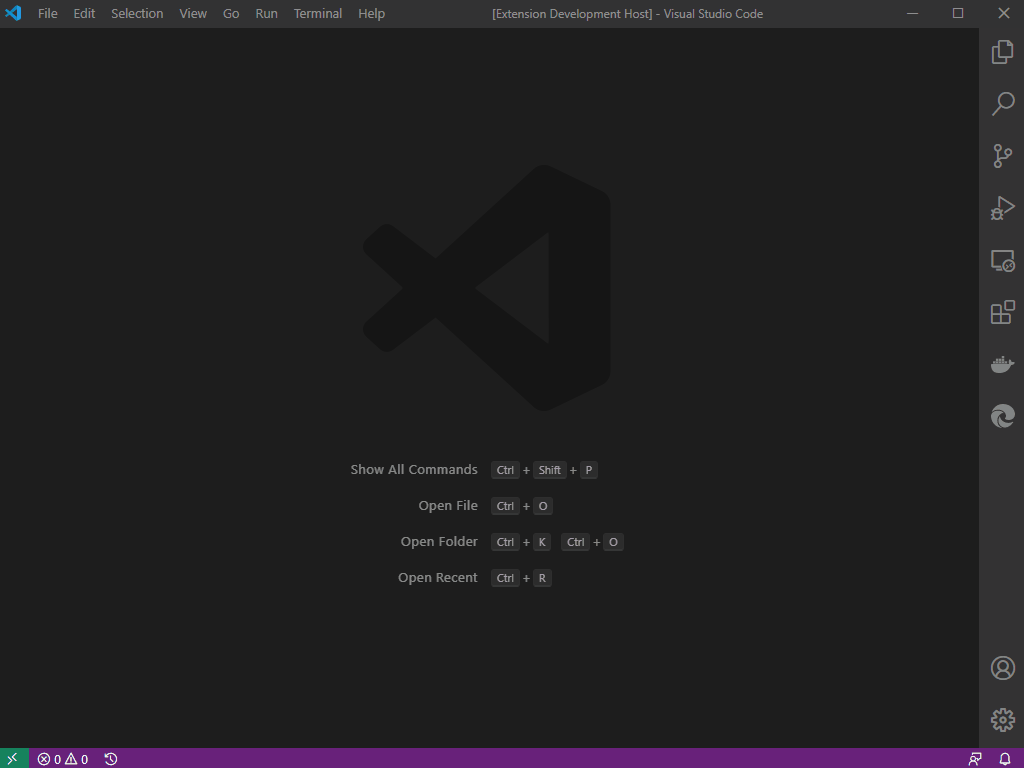 File Edit Selection View Go Run Terminal Help [Extension Development Host] - Visual Studio Code
Show All Commands Ctrl + Shift + P
Open File Ctrl + O
Open Folder Ctrl + K Ctrl + O
Open Recent Ctrl + R
0 0